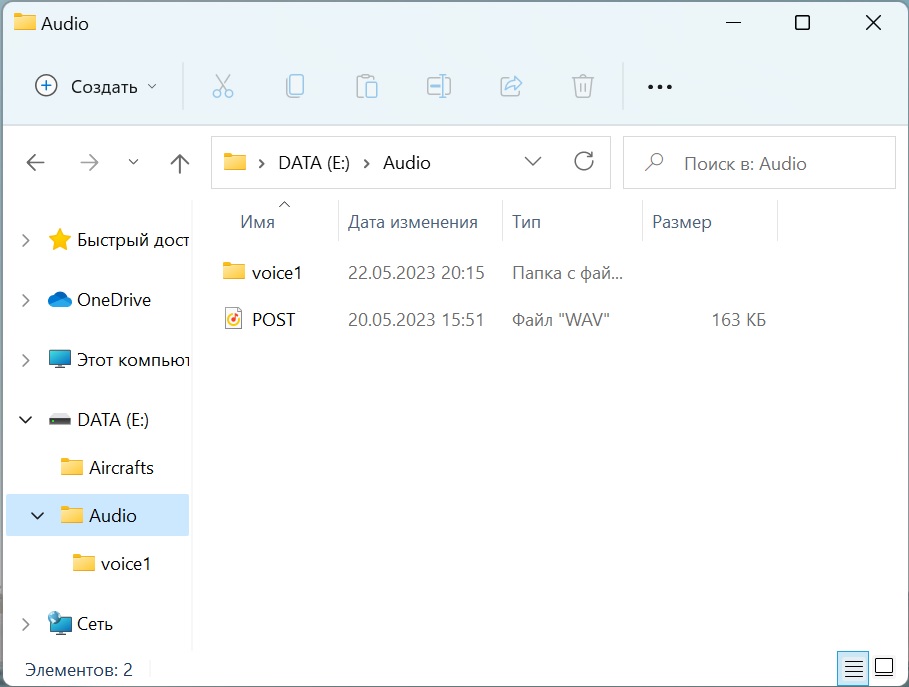 Audio
Создать
DATA (E:) Audio
Поиск в: Audio
Имя Дата изменения Тип Размер
voice1 22.05.2023 20:15 Папка с фай...
POST 20.05.2023 15:51 Файл "WAV" 163 КБ
Быстрый дост
OneDrive
Этот компьют
DATA (E:)
Aircrafts
Audio
voice1
Сеть
Элементов: 2